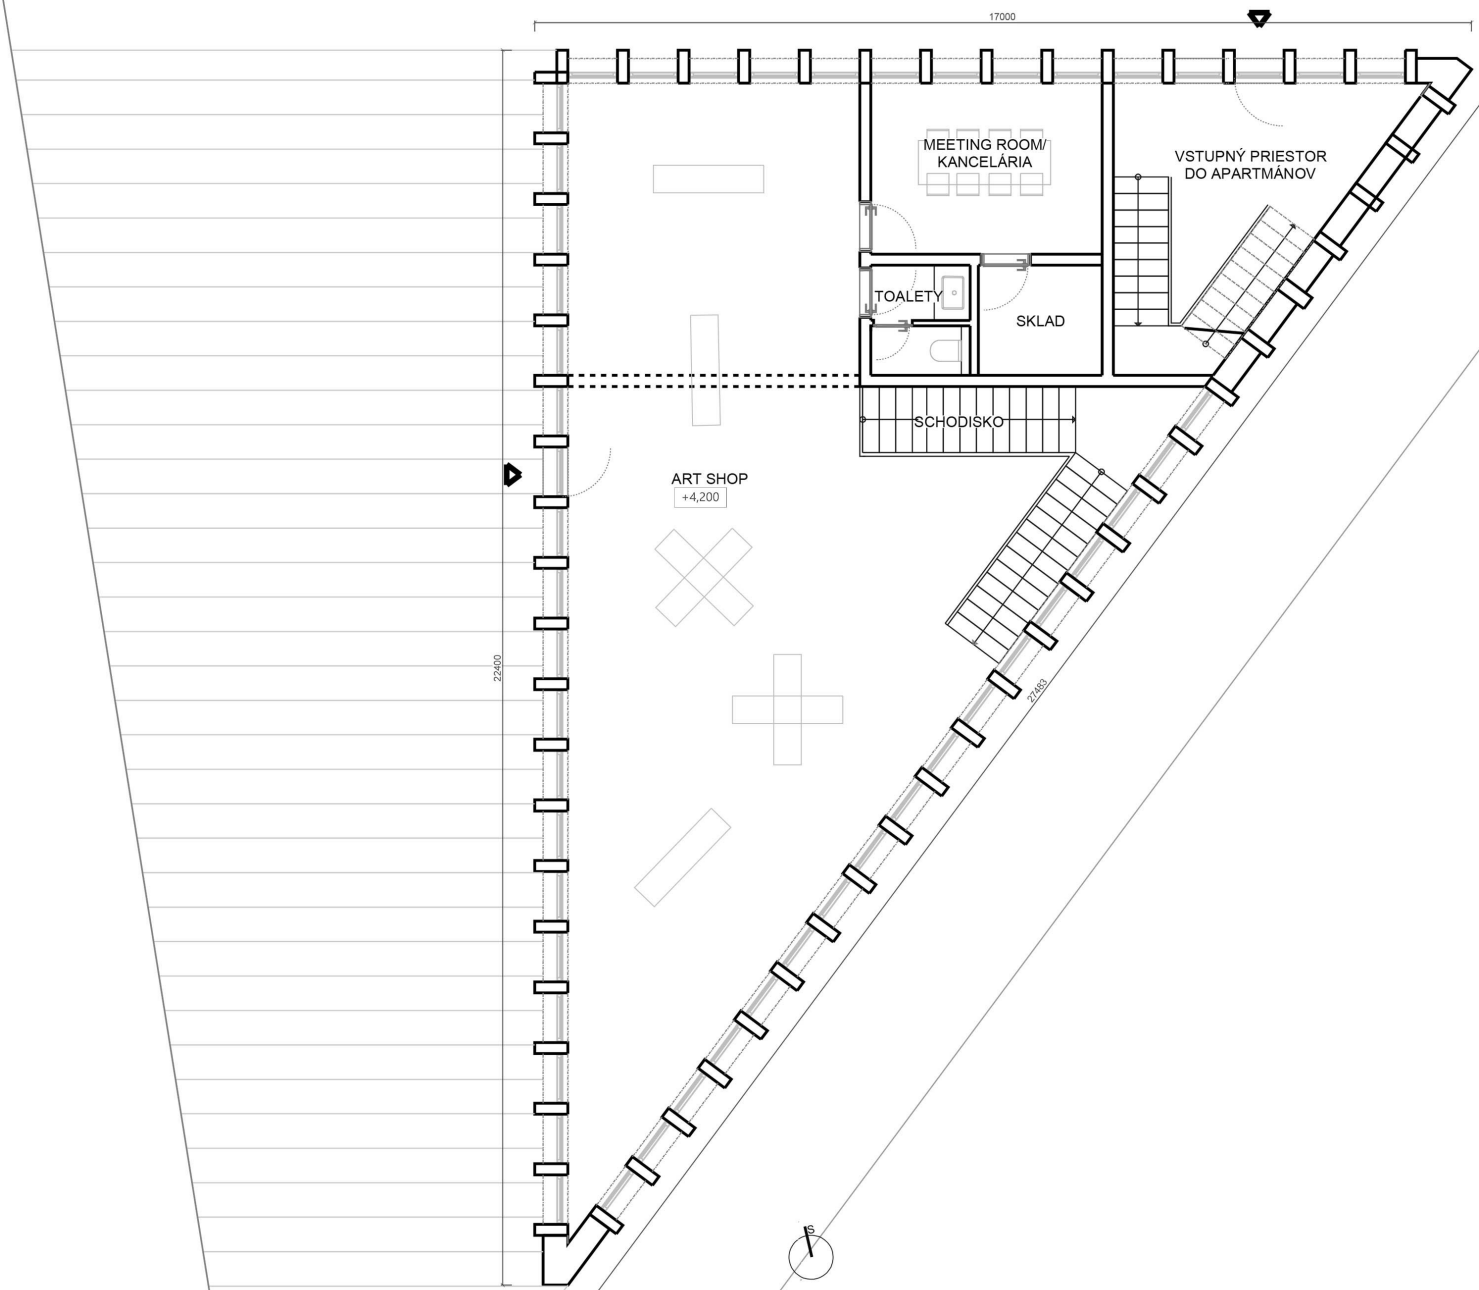 17000
MEETING ROOM/
KANCELÁRIA
VSTUPNÝ PRIESTOR
DO APARTMÁNOV
TOALETY
SKLAD
SCHODISKO
ART SHOP
+4,200
22400
27483
S